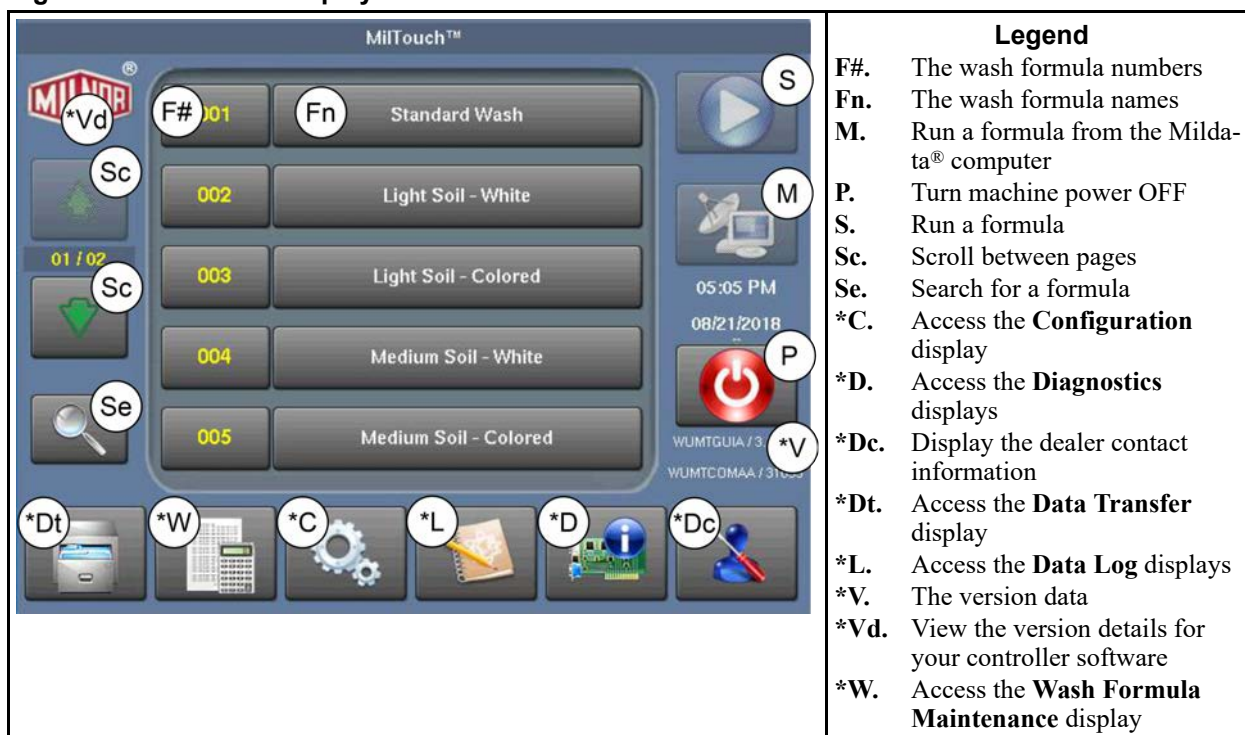 MilTouch™
MILNOR ®
*Vd
F# 001
Fn Standard Wash
S
Sc
002
Light Soil - White
M
01 / 02
Sc
003
Light Soil - Colored
05:05 PM
08/21/2018
004
Medium Soil - White
P
Se
005
Medium Soil - Colored
WUMTGUIA / 3
*V
WUMTCOMAA
*Dt
*W
*C
*L
*D
*Dc
Legend
F#. The wash formula numbers
Fn. The wash formula names
M. Run a formula from the Milda-
ta® computer
P. Turn machine power OFF
S. Run a formula
Sc. Scroll between pages
Se. Search for a formula
*C. Access the Configuration
display
*D. Access the Diagnostics
displays
*Dc. Display the dealer contact
information
*Dt. Access the Data Transfer
display
*L. Access the Data Log displays
*V. The version data
*Vd. View the version details for
your controller software
*W. Access the Wash Formula
Maintenance display